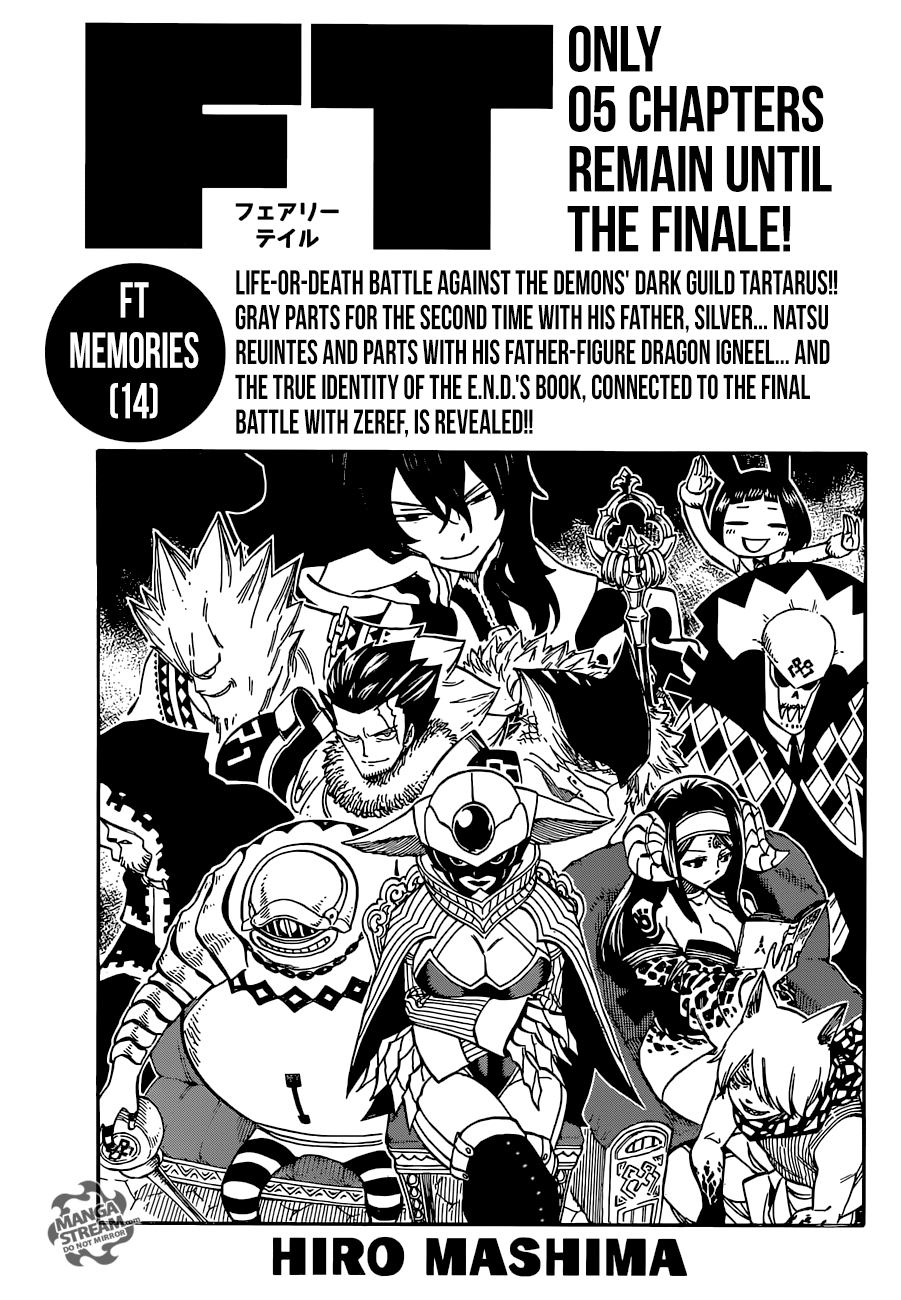 FT
フェアリー
テイル
ONLY
05 CHAPTERS
REMAIN UNTIL
THE FINALE!
FT
MEMORIES
(14)
LIFE-OR-DEATH BATTLE AGAINST THE DEMONS' DARK GUILD TARTARUS!!
GRAY PARTS FOR THE SECOND TIME WITH HIS FATHER, SILVER... NATSU
REUINTES AND PARTS WITH HIS FATHER-FIGURE DRAGON IGNEEL... AND
THE TRUE IDENTITY OF THE E.N.D.'S BOOK, CONNECTED TO THE FINAL
BATTLE WITH ZEREF, IS REVEALED!!
MANGA
STREAM
DO NOT MIRROR
HIRO MASHIMA